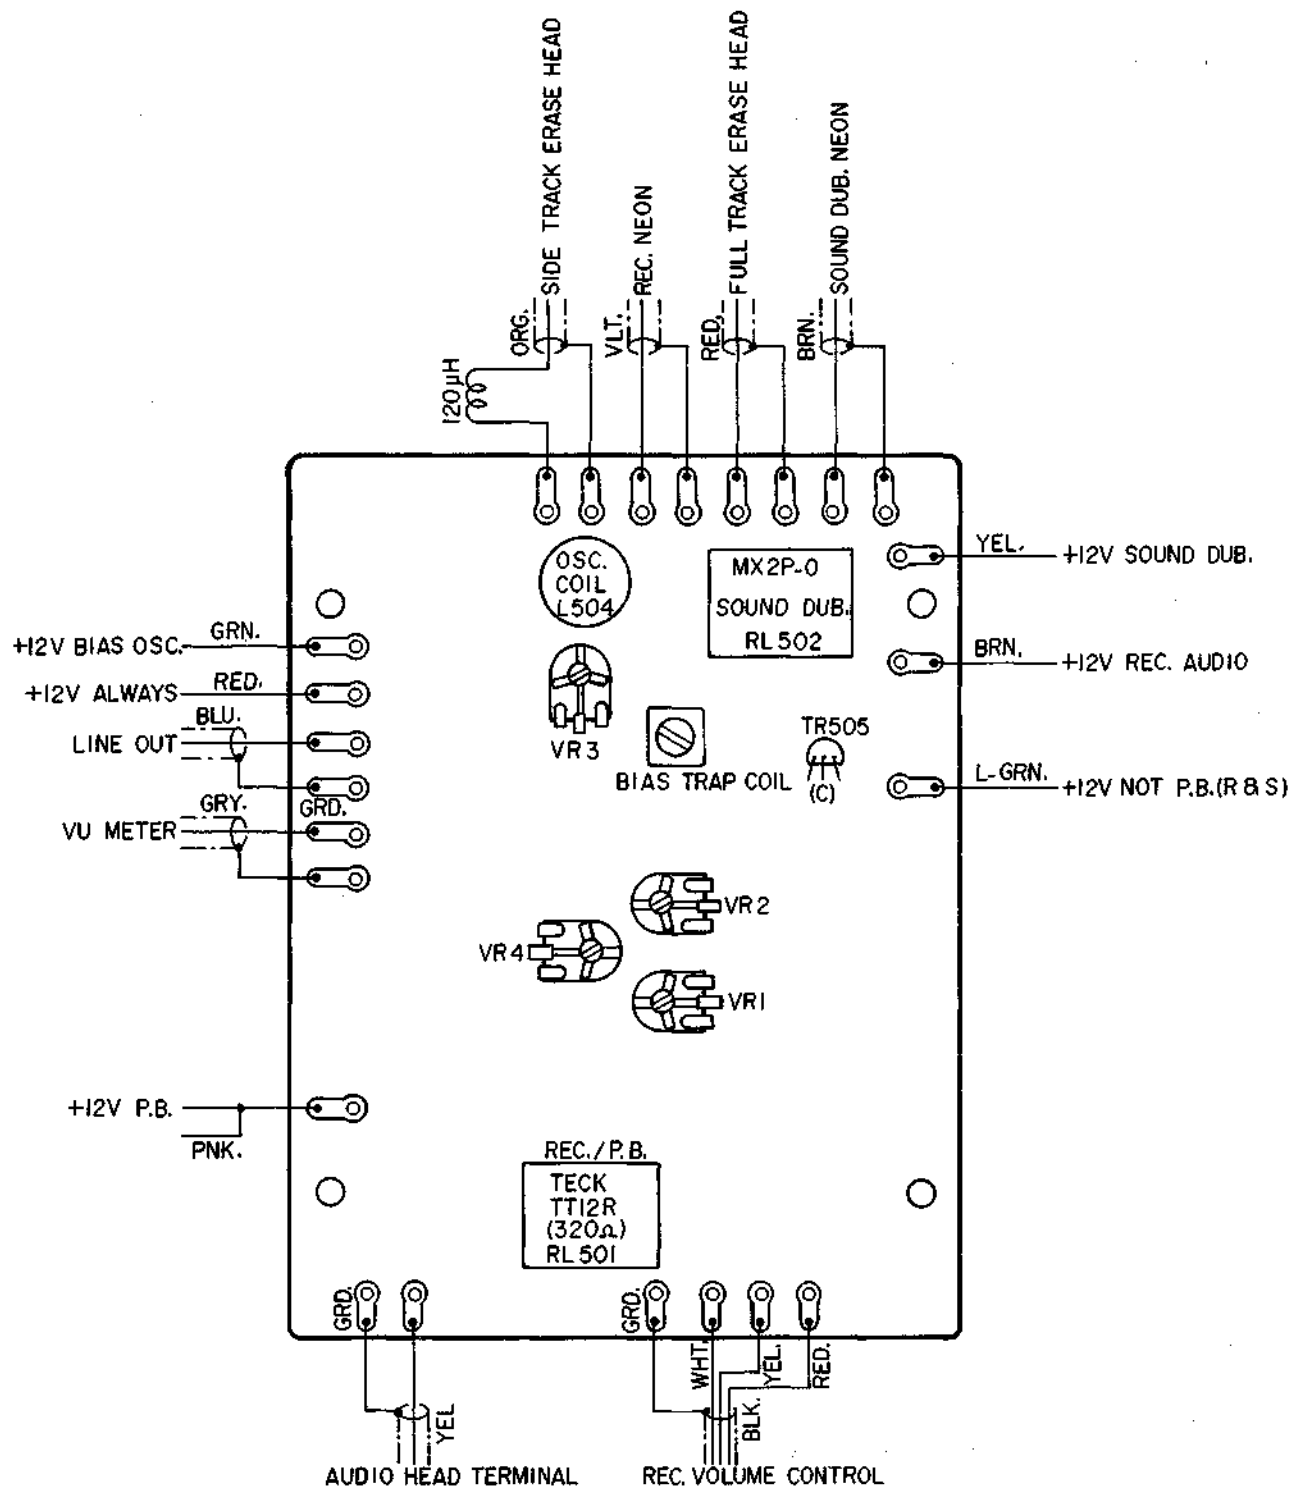 SIDE TRACK ERASE HEAD
REC. NEON
FULL TRACK ERASE HEAD
SOUND DUB. NEON
ORG.
VLT.
RED,
BRN.
120μH
OSC.
COIL
L504
MX2P-0
SOUND DUB.
RL502
YEL.
+12V SOUND DUB.
BRN.
+12V REC. AUDIO
L-GRN.
+12V NOT P.B.(R & S)
+12V BIAS OSC.
GRN.
+12V ALWAYS
RED.
BLU.
LINE OUT
GRY.
GRD.
VU METER
VR3
BIAS TRAP COIL
TR505
(C)
VR2
VR4
VR1
+12V P.B.
PNK.
REC./P.B.
TECK
TT12R
(320Ω)
RL501
GRD.
GRD.
WHT.
YEL.
RED.
YEL
BLK.
AUDIO HEAD TERMINAL
REC. VOLUME CONTROL